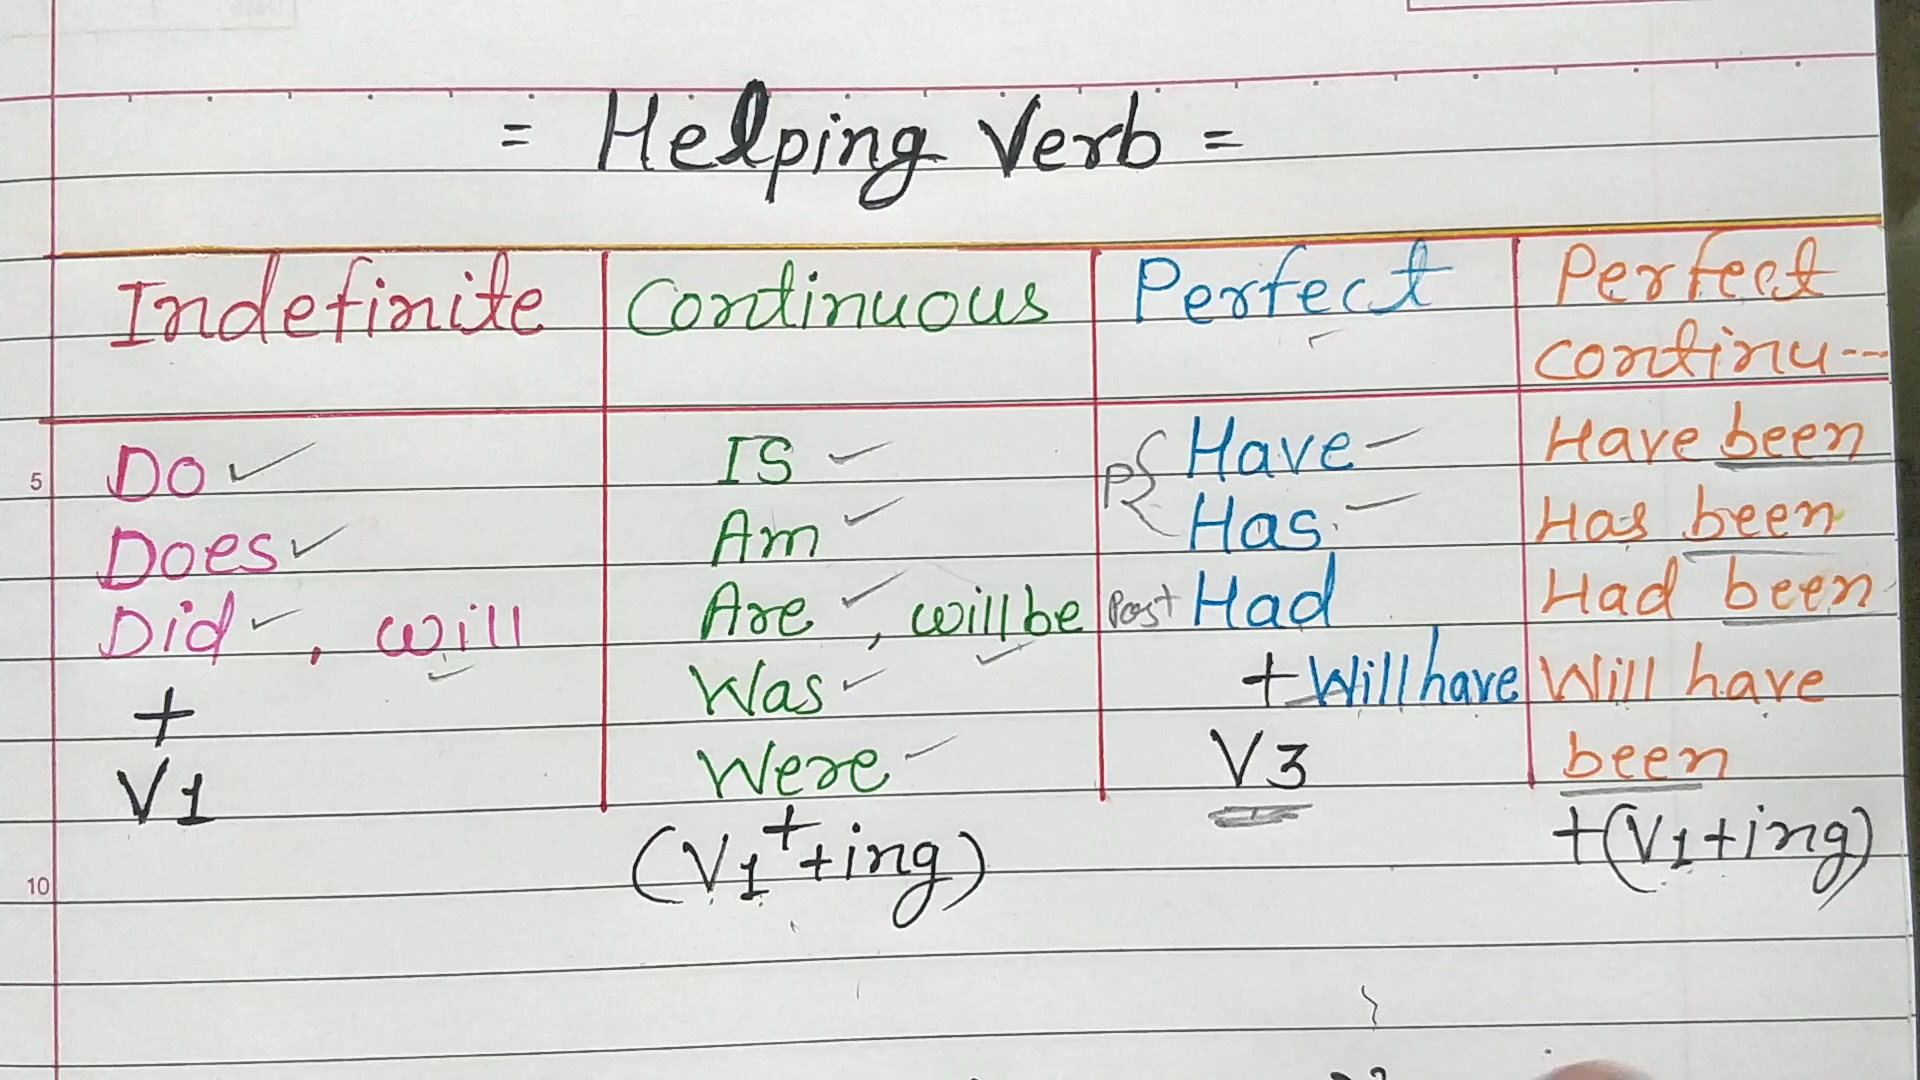 = Helping Verb =
Indefinite
Continuous
Perfect
Perfect
continu---
Do ✓
Does ✓
Did ✓, will
+
V1
IS ✓
Am ✓
Are ✓, will be
Was ✓
Were ✓
+
(V1+ing)
P
Have
Has
Past Had
+ Will have
V3
Have been
Has been
Had been
Will have
been
+(V1+ing)
5
10